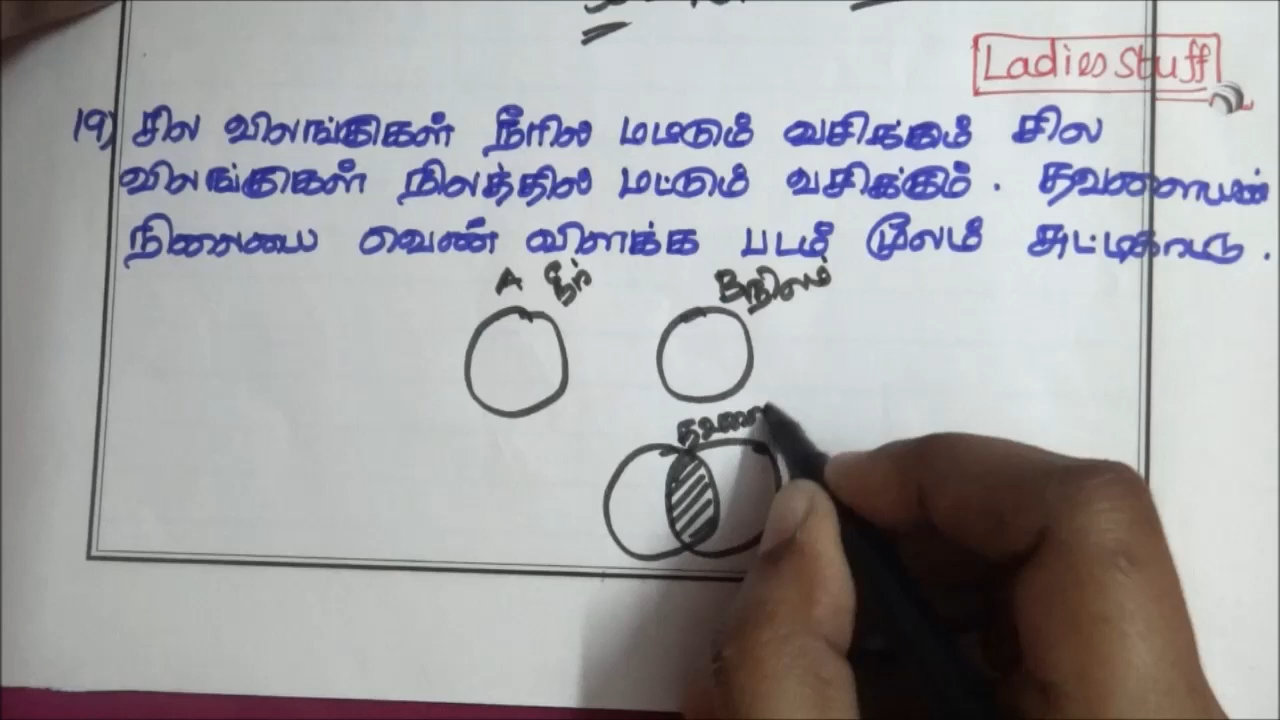 Ladies Stuff
19) சில விலங்குகள் நீரில் மட்டும் வசிக்கும் சில
விலங்குகள் நிலத்தில் மட்டும் வசிக்கும். தவளையின்
நிலையை வெண் விளக்க படம் மூலம் சுட்டிகாட்டு.
A நீர்
B நிலம்
தவளை